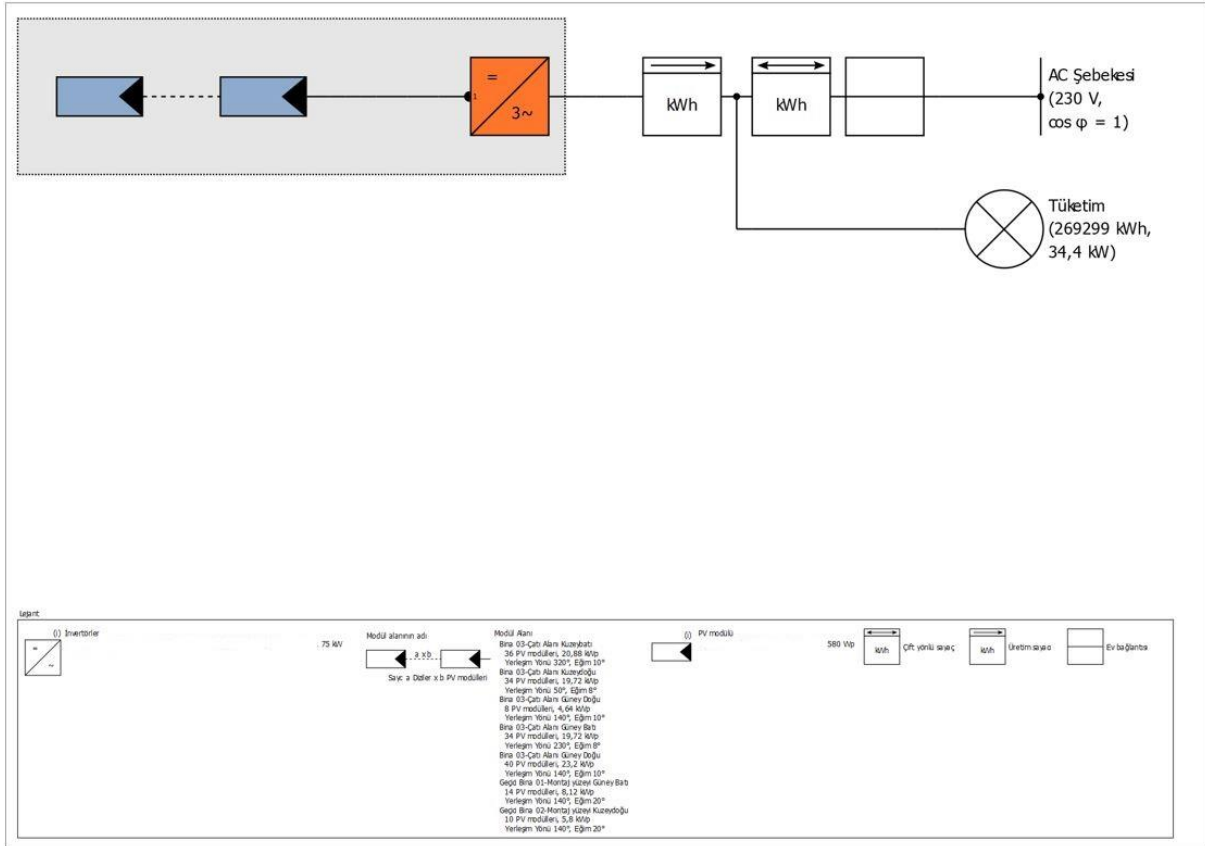 =
3~
1
kWh
kWh
AC Şebekesi
(230 V,
cos φ = 1)
Tüketim
(269299 kWh,
34,4 kW)
Lejant
(i) İnvertörler
75 kW
=
~
Modül alanının adı
a x b
Sayıc a Diziler x b PV modülleri
Modül Alanı
Bina 03-Çatı Alanı Kuzeybatı
36 PV modülleri, 20,88 kWp
Yerleşim Yönü 320°, Eğim 10°
Bina 03-Çatı Alanı Kuzeydoğu
34 PV modülleri, 19,72 kWp
Yerleşim Yönü 50°, Eğim 8°
Bina 03-Çatı Alanı Güney Doğu
8 PV modülleri, 4,64 kWp
Yerleşim Yönü 140°, Eğim 10°
Bina 03-Çatı Alanı Güney Batı
34 PV modülleri, 19,72 kWp
Yerleşim Yönü 230°, Eğim 8°
Bina 03-Çatı Alanı Güney Doğu
40 PV modülleri, 23,2 kWp
Yerleşim Yönü 140°, Eğim 10°
Geçid Bina 01-Montaj yüzeyi Güney Batı
14 PV modülleri, 8,12 kWp
Yerleşim Yönü 140°, Eğim 20°
Geçid Bina 02-Montaj yüzeyi Kuzeydoğu
10 PV modülleri, 5,8 kWp
Yerleşim Yönü 140°, Eğim 20°
(i) PV modülü
580 Wp
kWh
Çift yönlü sayaç
kWh
Üretim sayacı
Ev bağlantısı